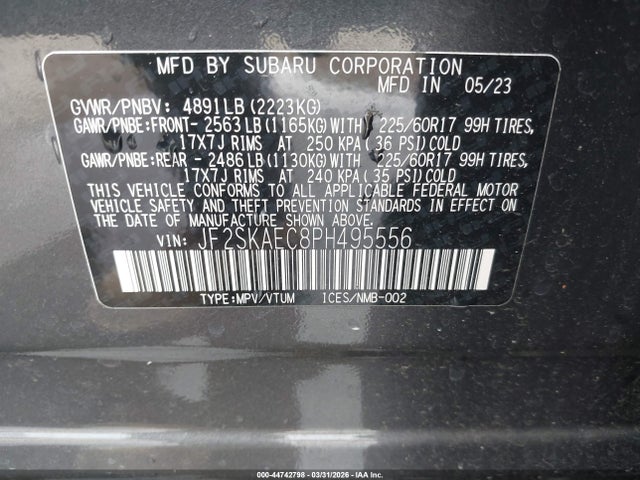 MFD BY SUBARU CORPORATION
MFD IN 05/23
GVWR/PNBV: 4891LB (2223KG)
GAWR/PNBE:FRONT- 2563 LB (1165KG) WITH 225/60R17 99H TIRES,
17X7J RIMS AT 250 KPA (36 PSI) COLD
GAWR/PNBE:REAR - 2486 LB (1130KG) WITH 225/60R17 99H TIRES,
17X7J RIMS AT 240 KPA (35 PSI) COLD
THIS VEHICLE CONFORMS TO ALL APPLICABLE FEDERAL MOTOR
VEHICLE SAFETY AND THEFT PREVENTION STANDARDS IN EFFECT ON
THE DATE OF MANUFACTURE SHOWN ABOVE.
VIN: JF2SKAEC8PH495556
TYPE:MPV/VTUM ICES/NMB-002
000-44742798 - 03/31/2026 - Copyright © IAA, Inc.